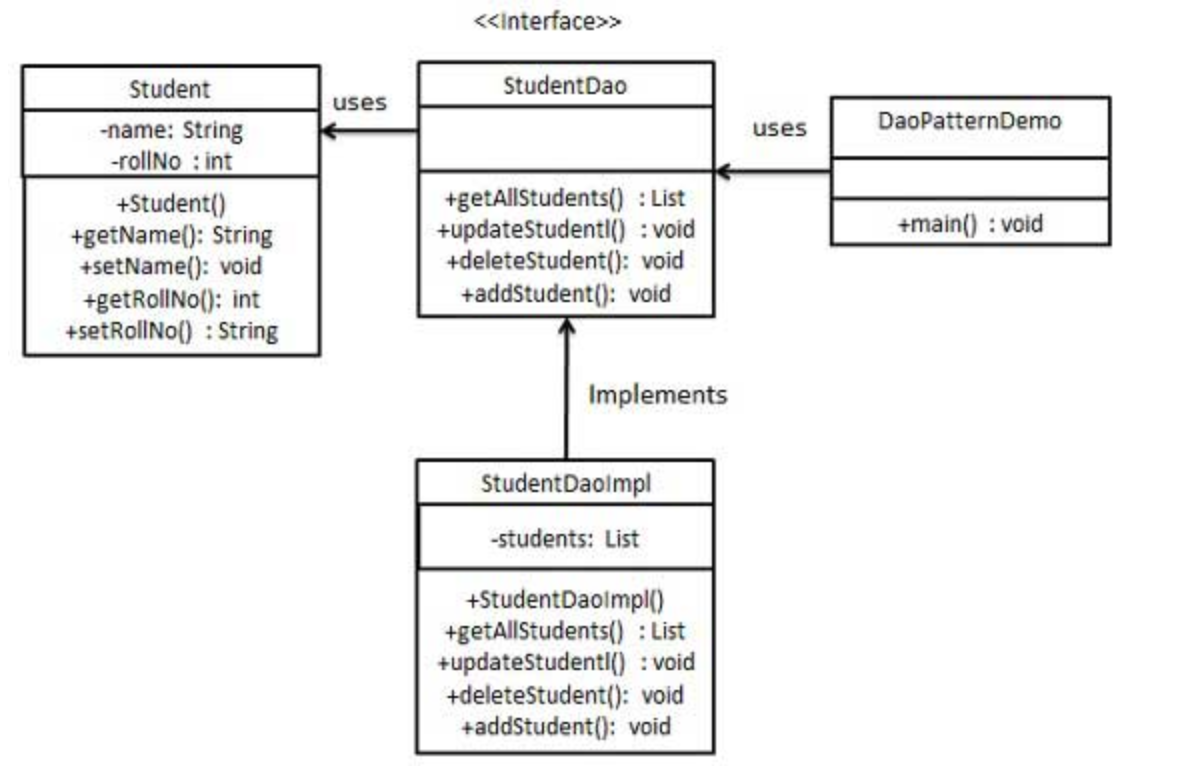 <<Interface>>
Student
-name: String
-rollNo : int
+Student()
+getName(): String
+setName(): void
+getRollNo(): int
+setRollNo() : String
uses
StudentDao
+getAllStudents() : List
+updateStudentl() : void
+deleteStudent(): void
+addStudent(): void
uses
DaoPatternDemo
+main() : void
Implements
StudentDaoImpl
-students: List
+StudentDaoImpl()
+getAllStudents() : List
+updateStudentl() : void
+deleteStudent(): void
+addStudent(): void